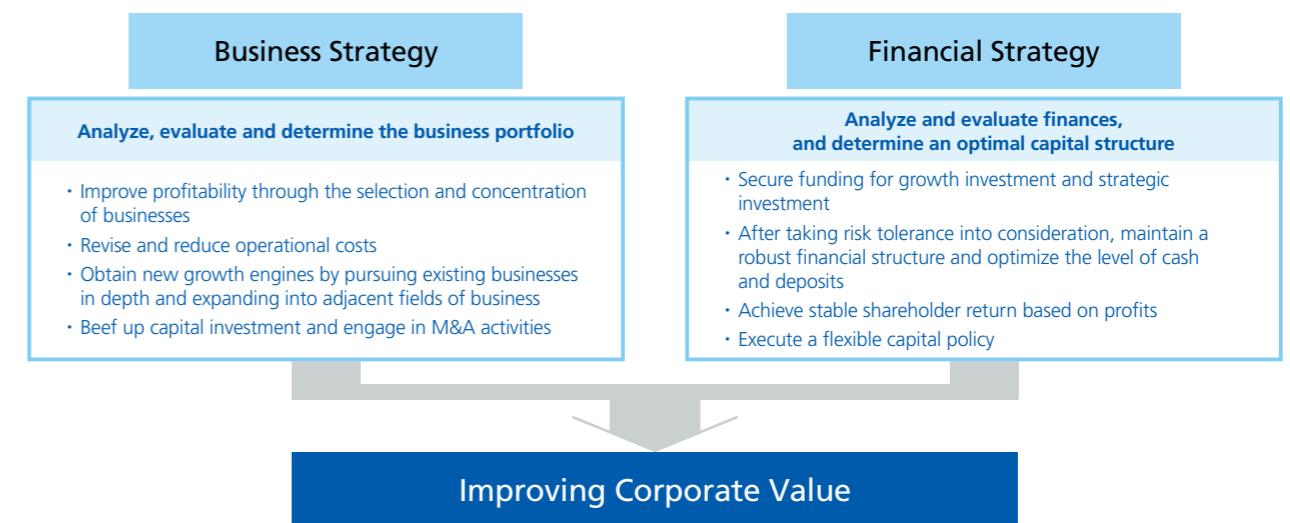 Business Strategy
Analyze, evaluate and determine the business portfolio
・Improve profitability through the selection and concentration
of businesses
・Revise and reduce operational costs
・Obtain new growth engines by pursuing existing businesses
in depth and expanding into adjacent fields of business
・Beef up capital investment and engage in M&A activities
Financial Strategy
Analyze and evaluate finances,
and determine an optimal capital structure
・Secure funding for growth investment and strategic
investment
・After taking risk tolerance into consideration, maintain a
robust financial structure and optimize the level of cash
and deposits
・Achieve stable shareholder return based on profits
・Execute a flexible capital policy
Improving Corporate Value